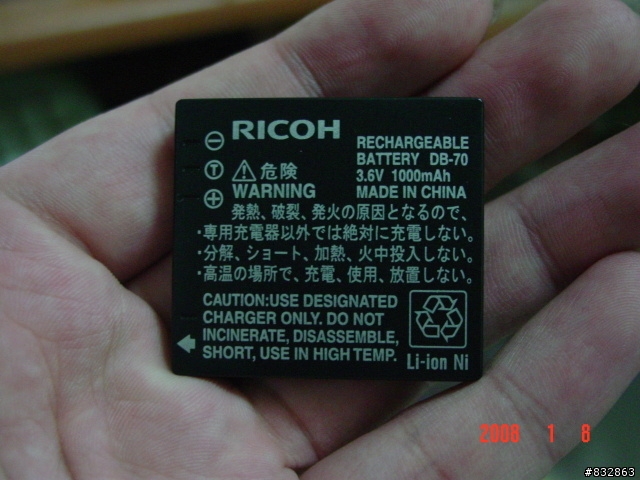 RICOH
RECHARGEABLE
BATTERY DB-70
3.6V 1000mAh
MADE IN CHINA
T
危険
WARNING
発熱、破裂、発火の原因となるので、
・専用充電器以外では絶対に充電しない。
・分解、ショート、加熱、火中投入しない。
・高温の場所で、充電、使用、放置しない。
CAUTION:USE DESIGNATED
CHARGER ONLY. DO NOT
INCINERATE, DISASSEMBLE,
SHORT, USE IN HIGH TEMP.
Li-ion Ni
2008 1 8
#832863